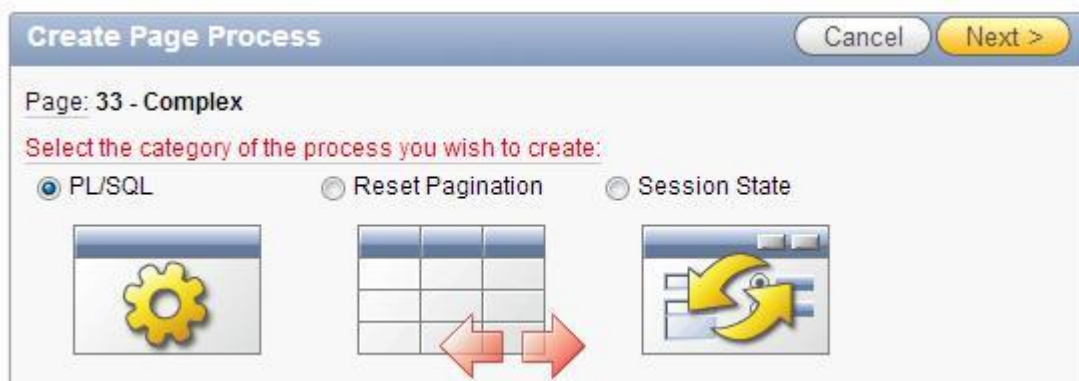 Create Page Process Cancel Next >
Page: 33 - Complex
Select the category of the process you wish to create:
PL/SQL Reset Pagination Session State